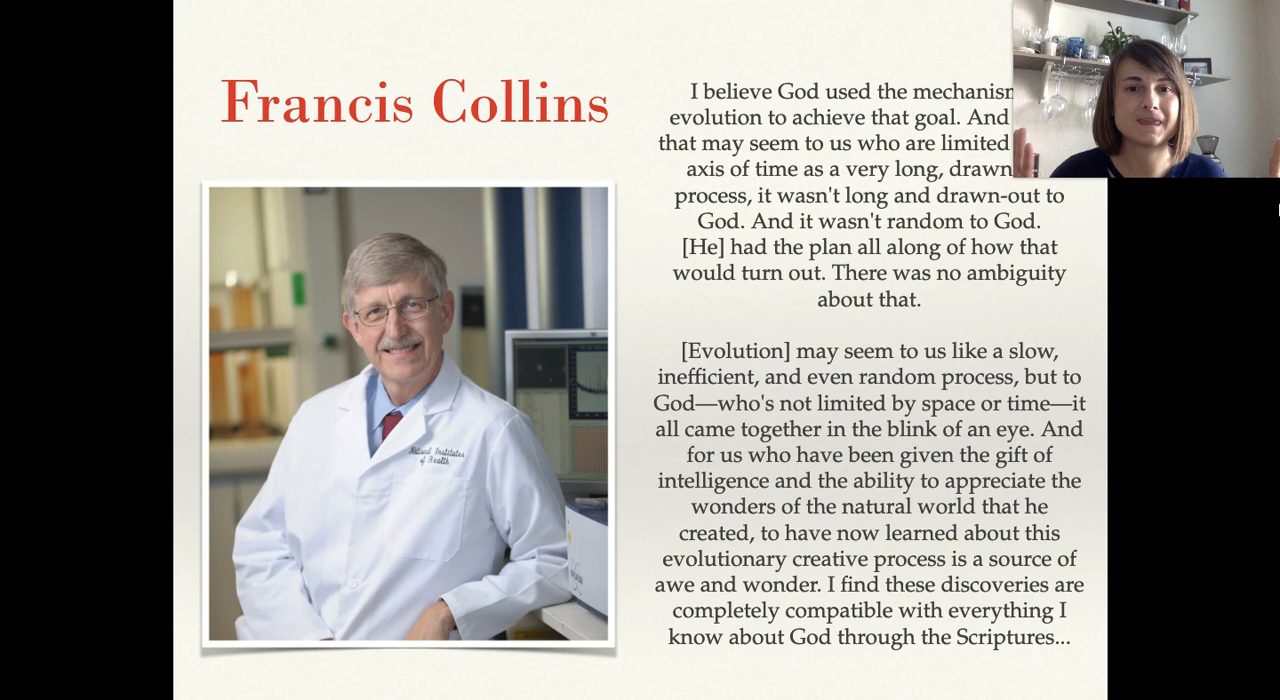 Francis Collins
I believe God used the mechanism
evolution to achieve that goal. And
that may seem to us who are limited
axis of time as a very long, drawn
process, it wasn't long and drawn-out to
God. And it wasn't random to God.
[He] had the plan all along of how that
would turn out. There was no ambiguity
about that.
[Evolution] may seem to us like a slow,
inefficient, and even random process, but to
God—who's not limited by space or time—it
all came together in the blink of an eye. And
for us who have been given the gift of
intelligence and the ability to appreciate the
wonders of the natural world that he
created, to have now learned about this
evolutionary creative process is a source of
awe and wonder. I find these discoveries are
completely compatible with everything I
know about God through the Scriptures...
National Institutes
of Health